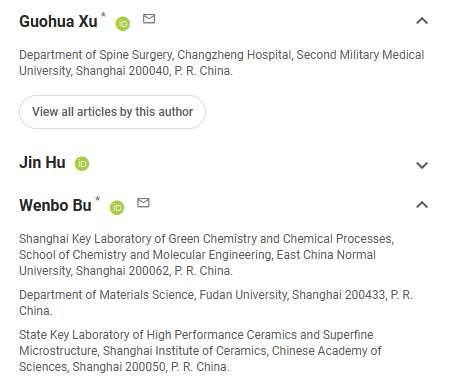 Guohua Xu * iD
Department of Spine Surgery, Changzheng Hospital, Second Military Medical
University, Shanghai 200040, P. R. China.
View all articles by this author
Jin Hu iD
Wenbo Bu * iD
Shanghai Key Laboratory of Green Chemistry and Chemical Processes,
School of Chemistry and Molecular Engineering, East China Normal
University, Shanghai 200062, P. R. China.
Department of Materials Science, Fudan University, Shanghai 200433, P. R.
China.
State Key Laboratory of High Performance Ceramics and Superfine
Microstructure, Shanghai Institute of Ceramics, Chinese Academy of
Sciences, Shanghai 200050, P. R. China.